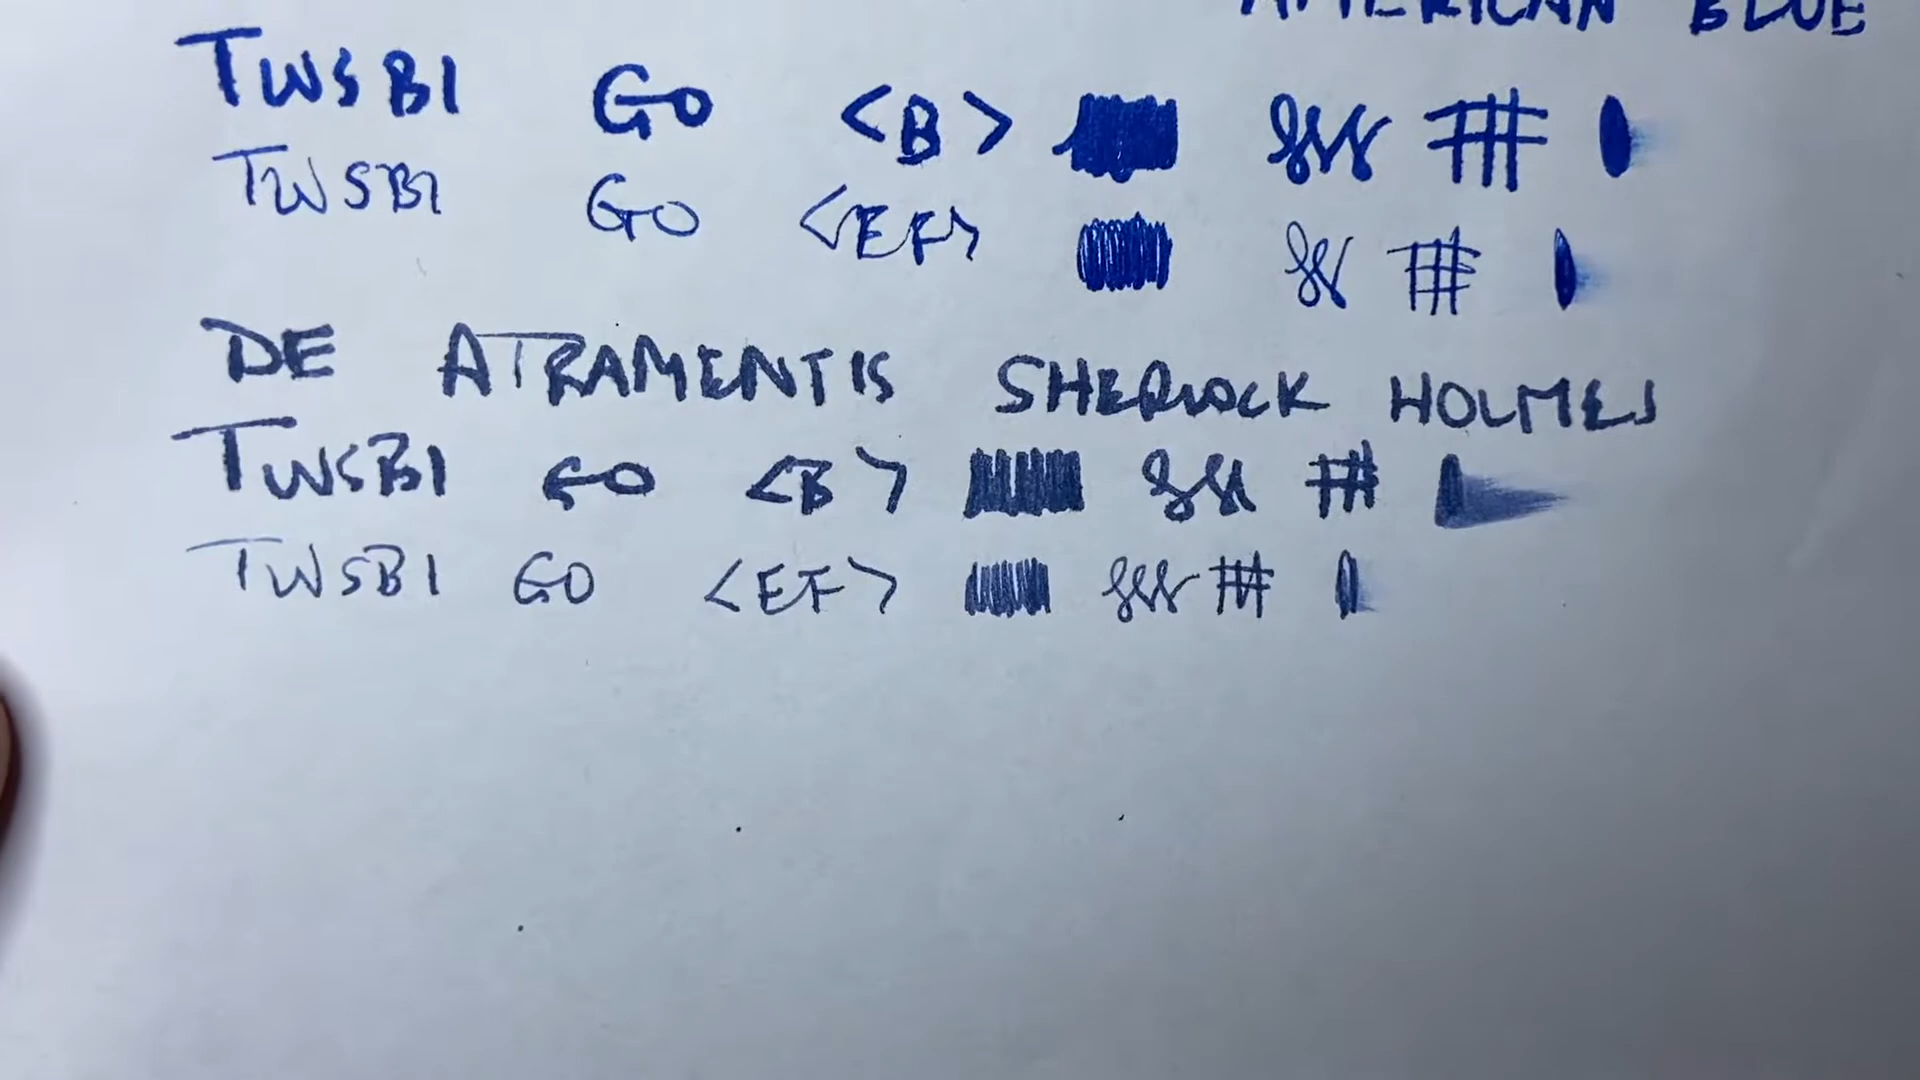 AMERICAN BLUE
TWSBI GO <B>
TWSBI GO <EF>
DE ATRAMENTIS SHERLOCK HOLMES
TWSBI GO <B>
TWSBI GO <EF>